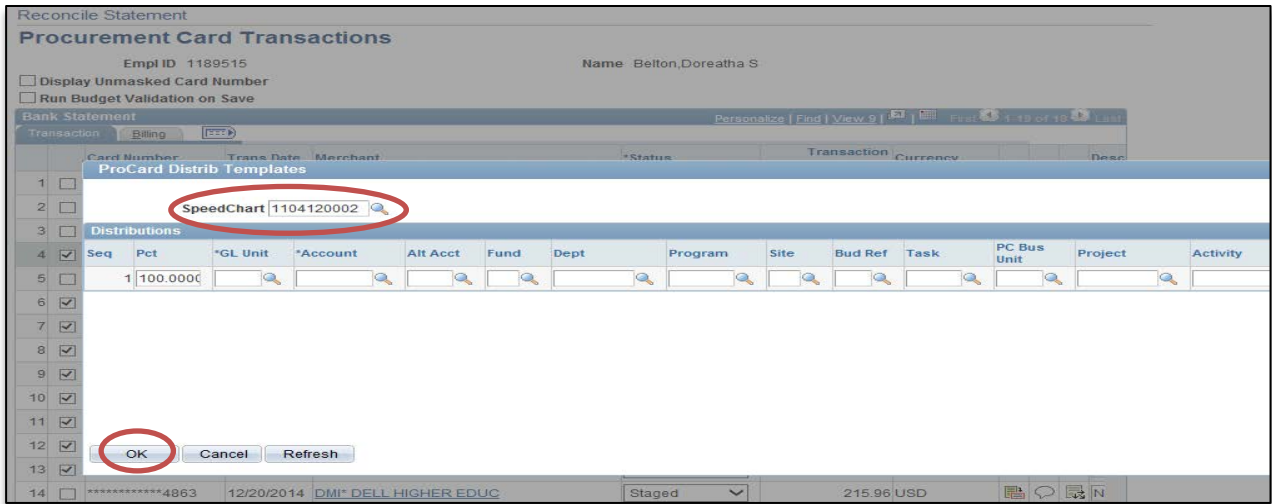 Reconcile Statement
Procurement Card Transactions
Empl ID 1189515 Name Belton,Doreatha S
Display Unmasked Card Number
Run Budget Validation on Save
Bank Statement Personalize | Find | View 9 | First 1-19 of 19 Last
Transaction Billing
Card Number Trans Date Merchant *Status Transaction Currency Desc
ProCard Distrib Templates
1
2 SpeedChart 1104120002
3 Distributions
4 Seq Pct *GL Unit *Account Alt Acct Fund Dept Program Site Bud Ref Task PC Bus Unit Project Activity
5 1 100.0000
6
7
8
9
10
11
12 OK Cancel Refresh
13
14 ************4863 12/20/2014 DMI* DELL HIGHER EDUC Staged 215.96 USD N